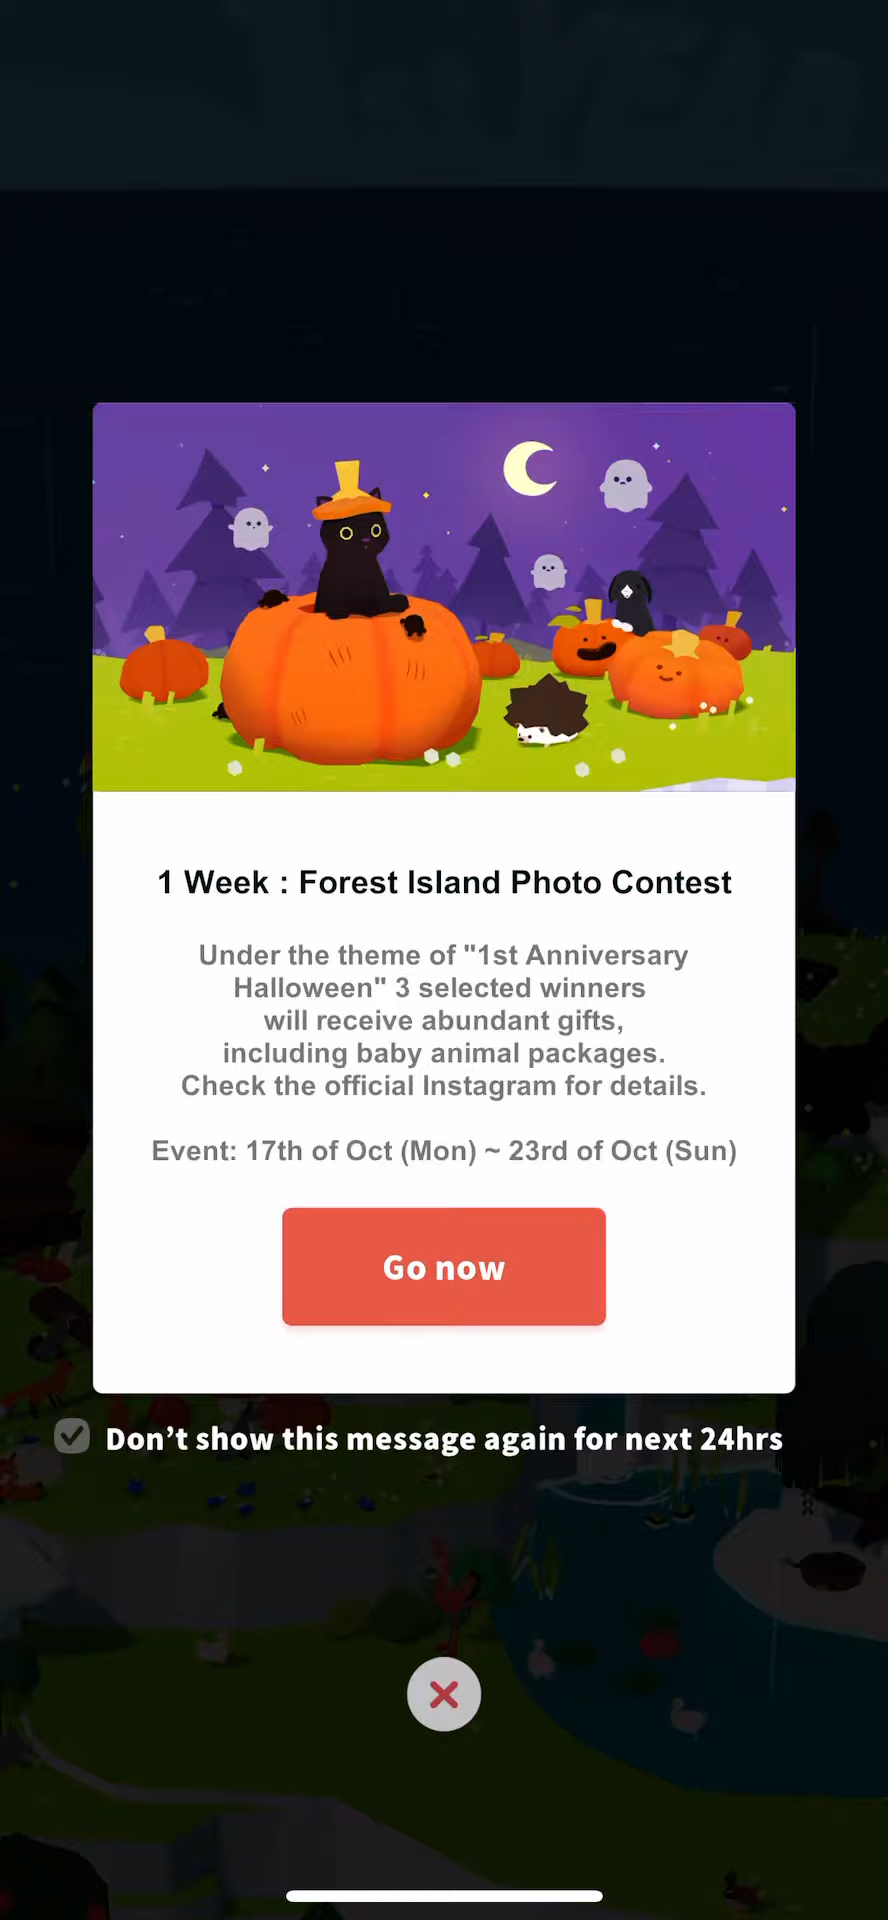 1 Week : Forest Island Photo Contest
Under the theme of "1st Anniversary
Halloween" 3 selected winners
will receive abundant gifts,
including baby animal packages.
Check the official Instagram for details.
Event: 17th of Oct (Mon) ~ 23rd of Oct (Sun)
Go now
Don’t show this message again for next 24hrs